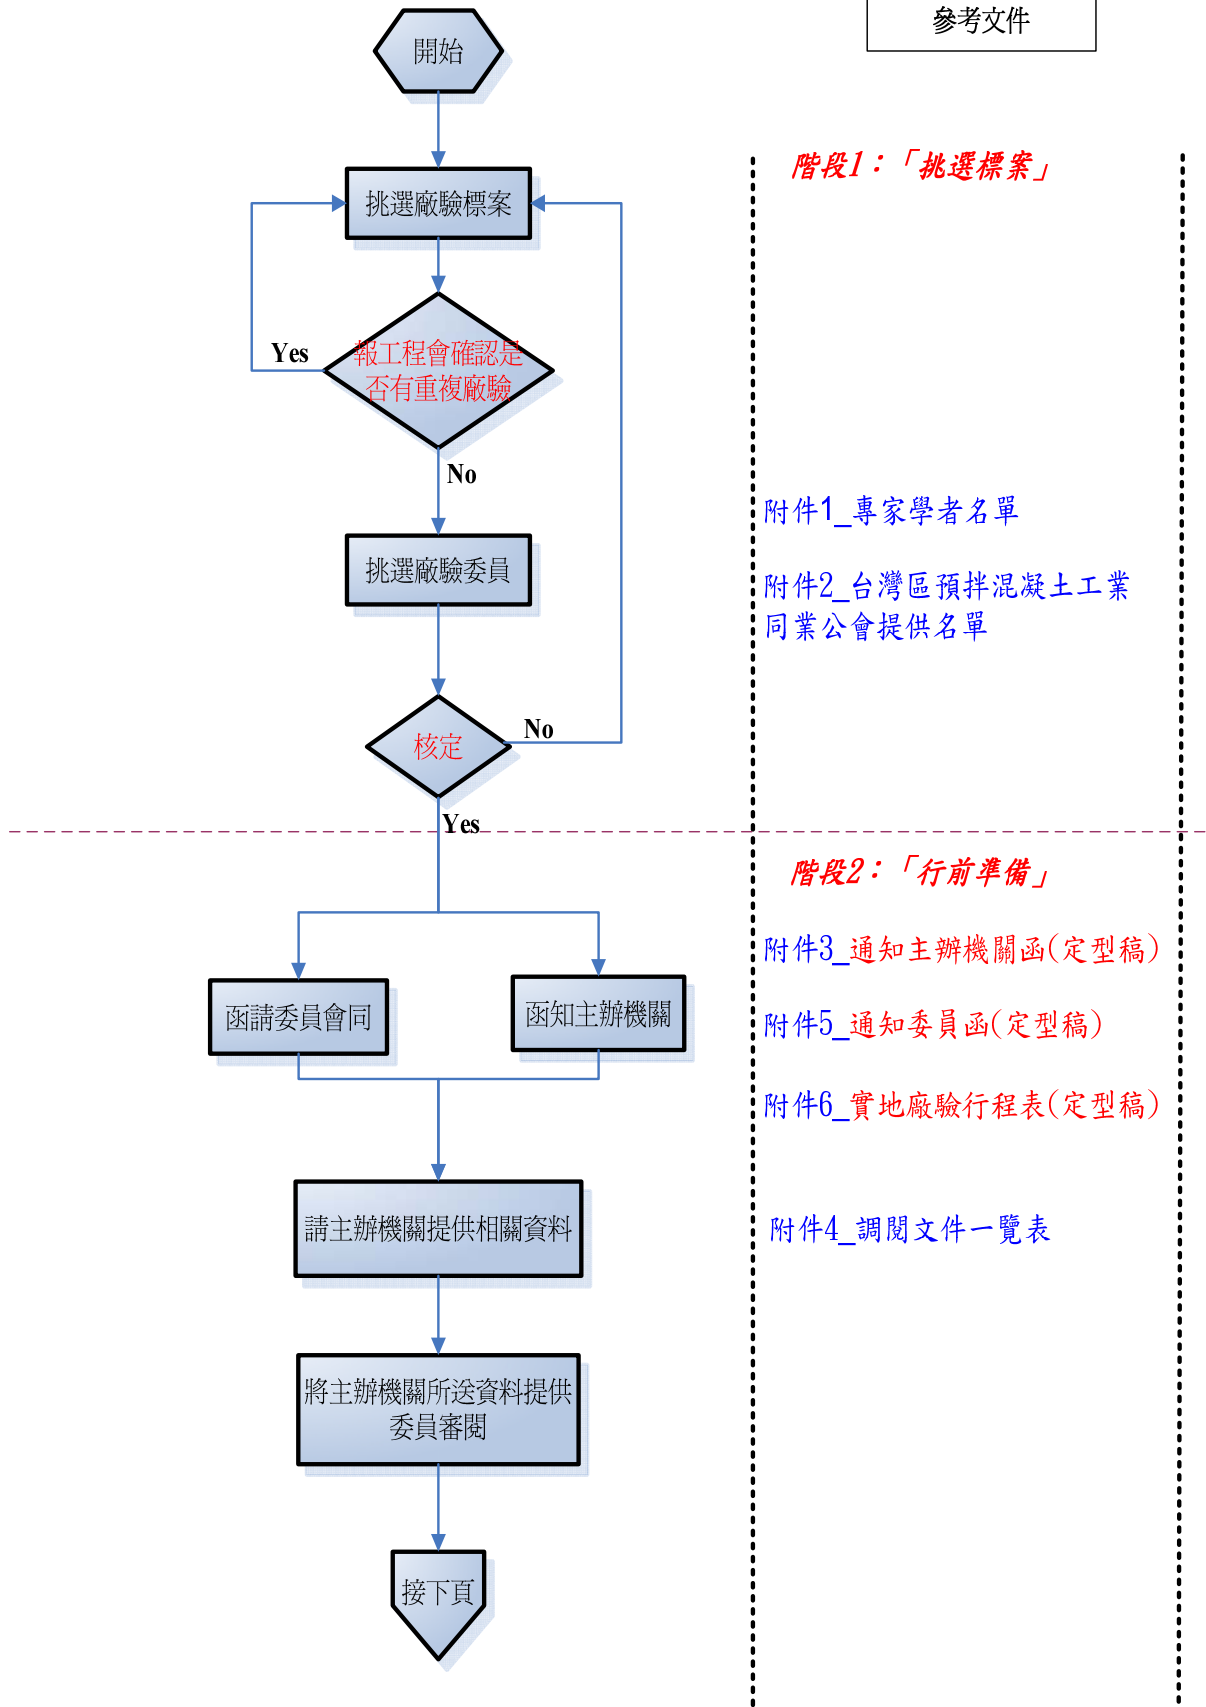 參考文件
開始
階段1：「挑選標案」
挑選廠驗標案
Yes
報工程會確認是
否有重複廠驗
No
附件1_專家學者名單
挑選廠驗委員
附件2_台灣區預拌混凝土工業
同業公會提供名單
核定
No
Yes
階段2：「行前準備」
附件3_通知主辦機關函(定型稿)
函請委員會同
函知主辦機關
附件5_通知委員函(定型稿)
附件6_實地廠驗行程表(定型稿)
請主辦機關提供相關資料
附件4_調閱文件一覽表
將主辦機關所送資料提供
委員審閱
接下頁